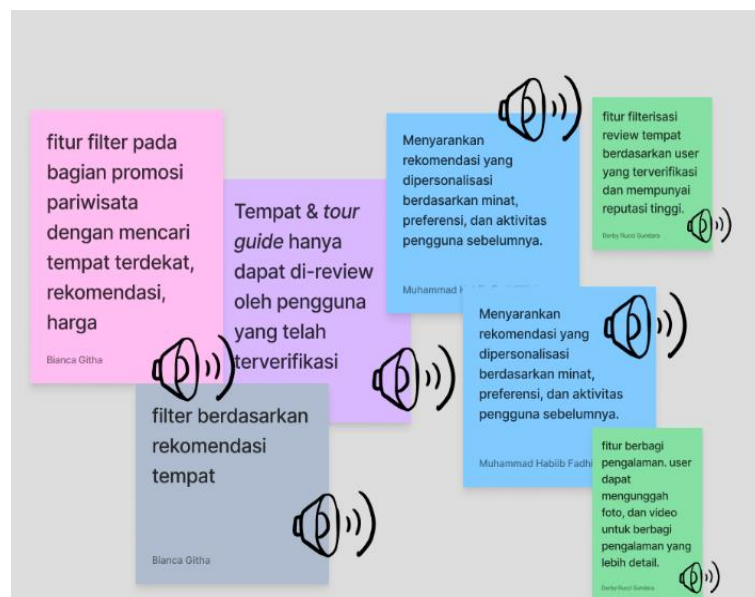 fitur filter pada
bagian promosi
pariwisata
dengan mencari
tempat terdekat,
rekomendasi,
harga
Bianca Githa
Tempat & tour
guide hanya
dapat di-review
oleh pengguna
yang telah
terverifikasi
filter berdasarkan
rekomendasi
tempat
Bianca Githa
Menyarankan
rekomendasi yang
dipersonalisasi
berdasarkan minat,
preferensi, dan aktivitas
pengguna sebelumnya.
Muhammad
Menyarankan
rekomendasi yang
dipersonalisasi
berdasarkan minat,
preferensi, dan aktivitas
pengguna sebelumnya.
Muhammad Habiib Fadhi
fitur filterisasi
review tempat
berdasarkan user
yang terverifikasi
dan mempunyai
reputasi tinggi.
fitur berbagi
pengalaman. user
dapat
mengunggah
foto, dan video
untuk berbagi
pengalaman yang
lebih detail.